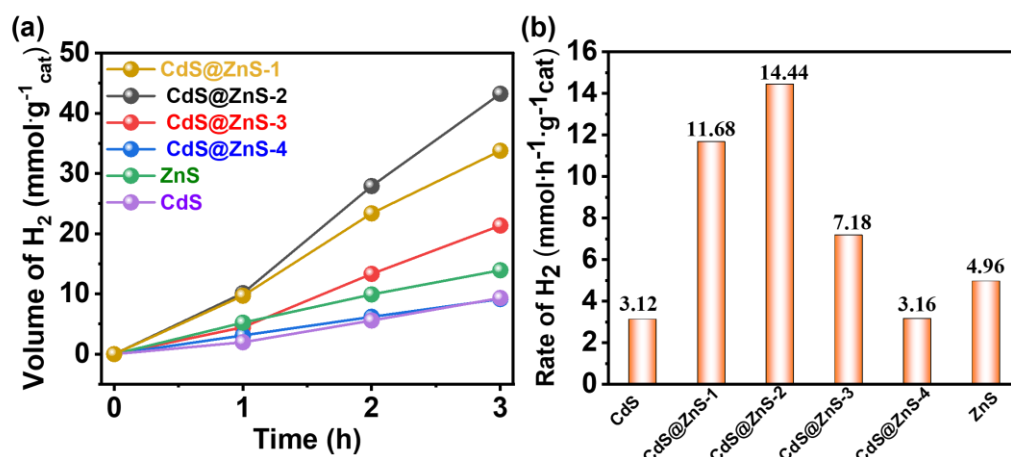 (a)
Volume of H2 (mmol·g-1cat)
50
40
30
20
10
0
CdS@ZnS-1
CdS@ZnS-2
CdS@ZnS-3
CdS@ZnS-4
ZnS
CdS
0 1 2 3
Time (h)
(b)
Rate of H2 (mmol·h-1·g-1cat)
16
14
12
10
8
6
4
2
0
3.12
11.68
14.44
7.18
3.16
4.96
CdS
CdS@ZnS-1
CdS@ZnS-2
CdS@ZnS-3
CdS@ZnS-4
ZnS